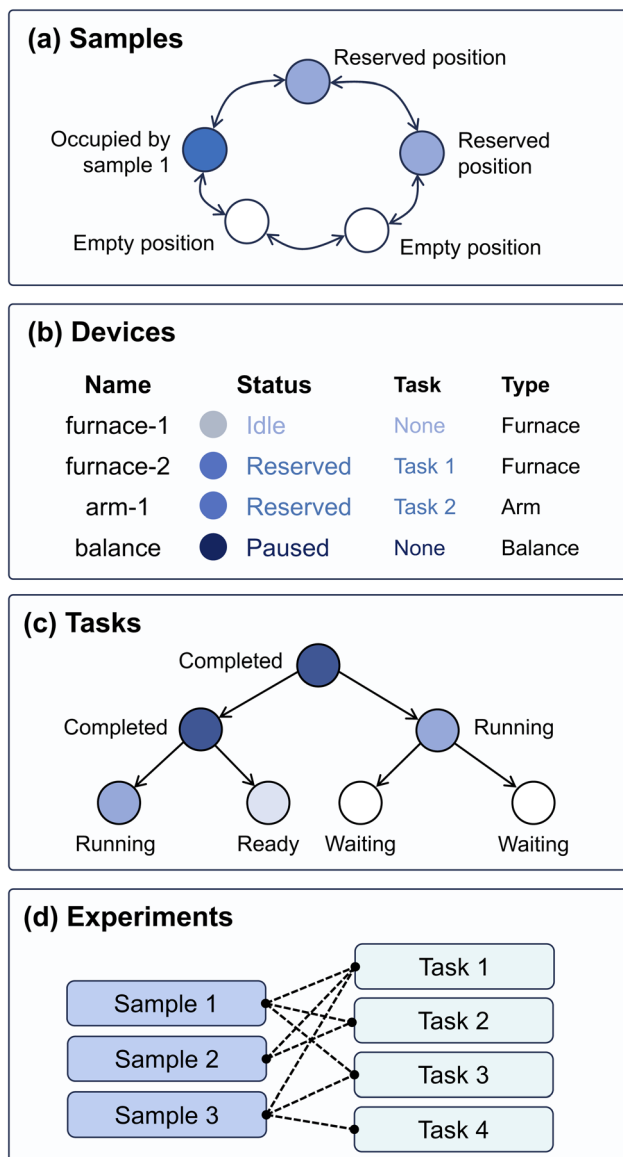 (a) Samples
Reserved position
Occupied by
sample 1
Reserved
position
Empty position
Empty position
(b) Devices
Name Status Task Type
furnace-1 Idle None Furnace
furnace-2 Reserved Task 1 Furnace
arm-1 Reserved Task 2 Arm
balance Paused None Balance
(c) Tasks
Completed
Completed
Running
Running
Ready
Waiting
Waiting
(d) Experiments
Sample 1
Sample 2
Sample 3
Task 1
Task 2
Task 3
Task 4